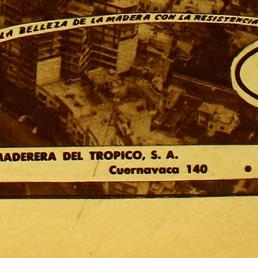 LA BELLEZA DE LA MADERA CON LA RESISTENCIA
MADERERA DEL TROPICO, S. A.
Cuernavaca 140 •